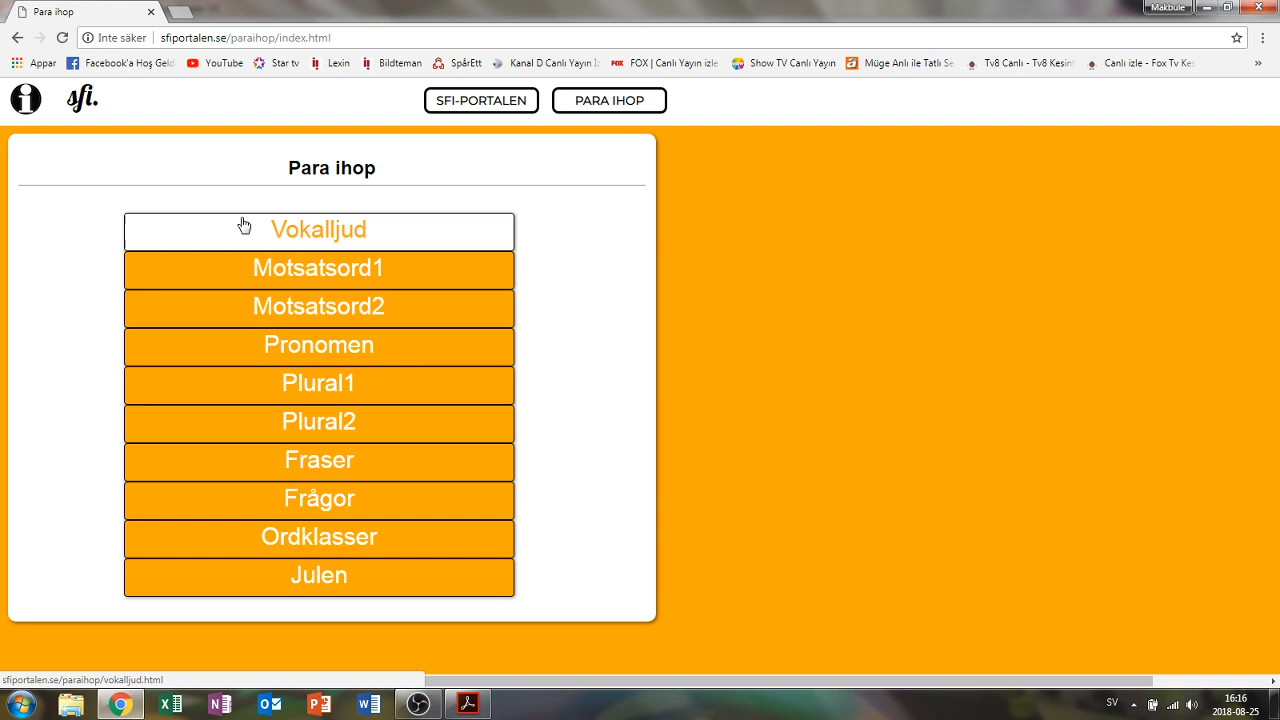 Para ihop
Makbule
Inte säker
sfiportalen.se/paraihop/index.html
Appar
Facebook'a Hoş Geld
YouTube
Star tv
Lexin
Bildteman
SpårEtt
Kanal D Canlı Yayın İz
FOX | Canlı Yayın izle
Show TV Canlı Yayın
Müge Anlı ile Tatlı Se
Tv8 Canlı - Tv8 Kesint
Canlı izle - Fox Tv Kes
sfi.
SFI-PORTALEN
PARA IHOP
Para ihop
Vokalljud
Motsatsord1
Motsatsord2
Pronomen
Plural1
Plural2
Fraser
Frågor
Ordklasser
Julen
sfiportalen.se/paraihop/vokalljud.html
SV
16:16
2018-08-25